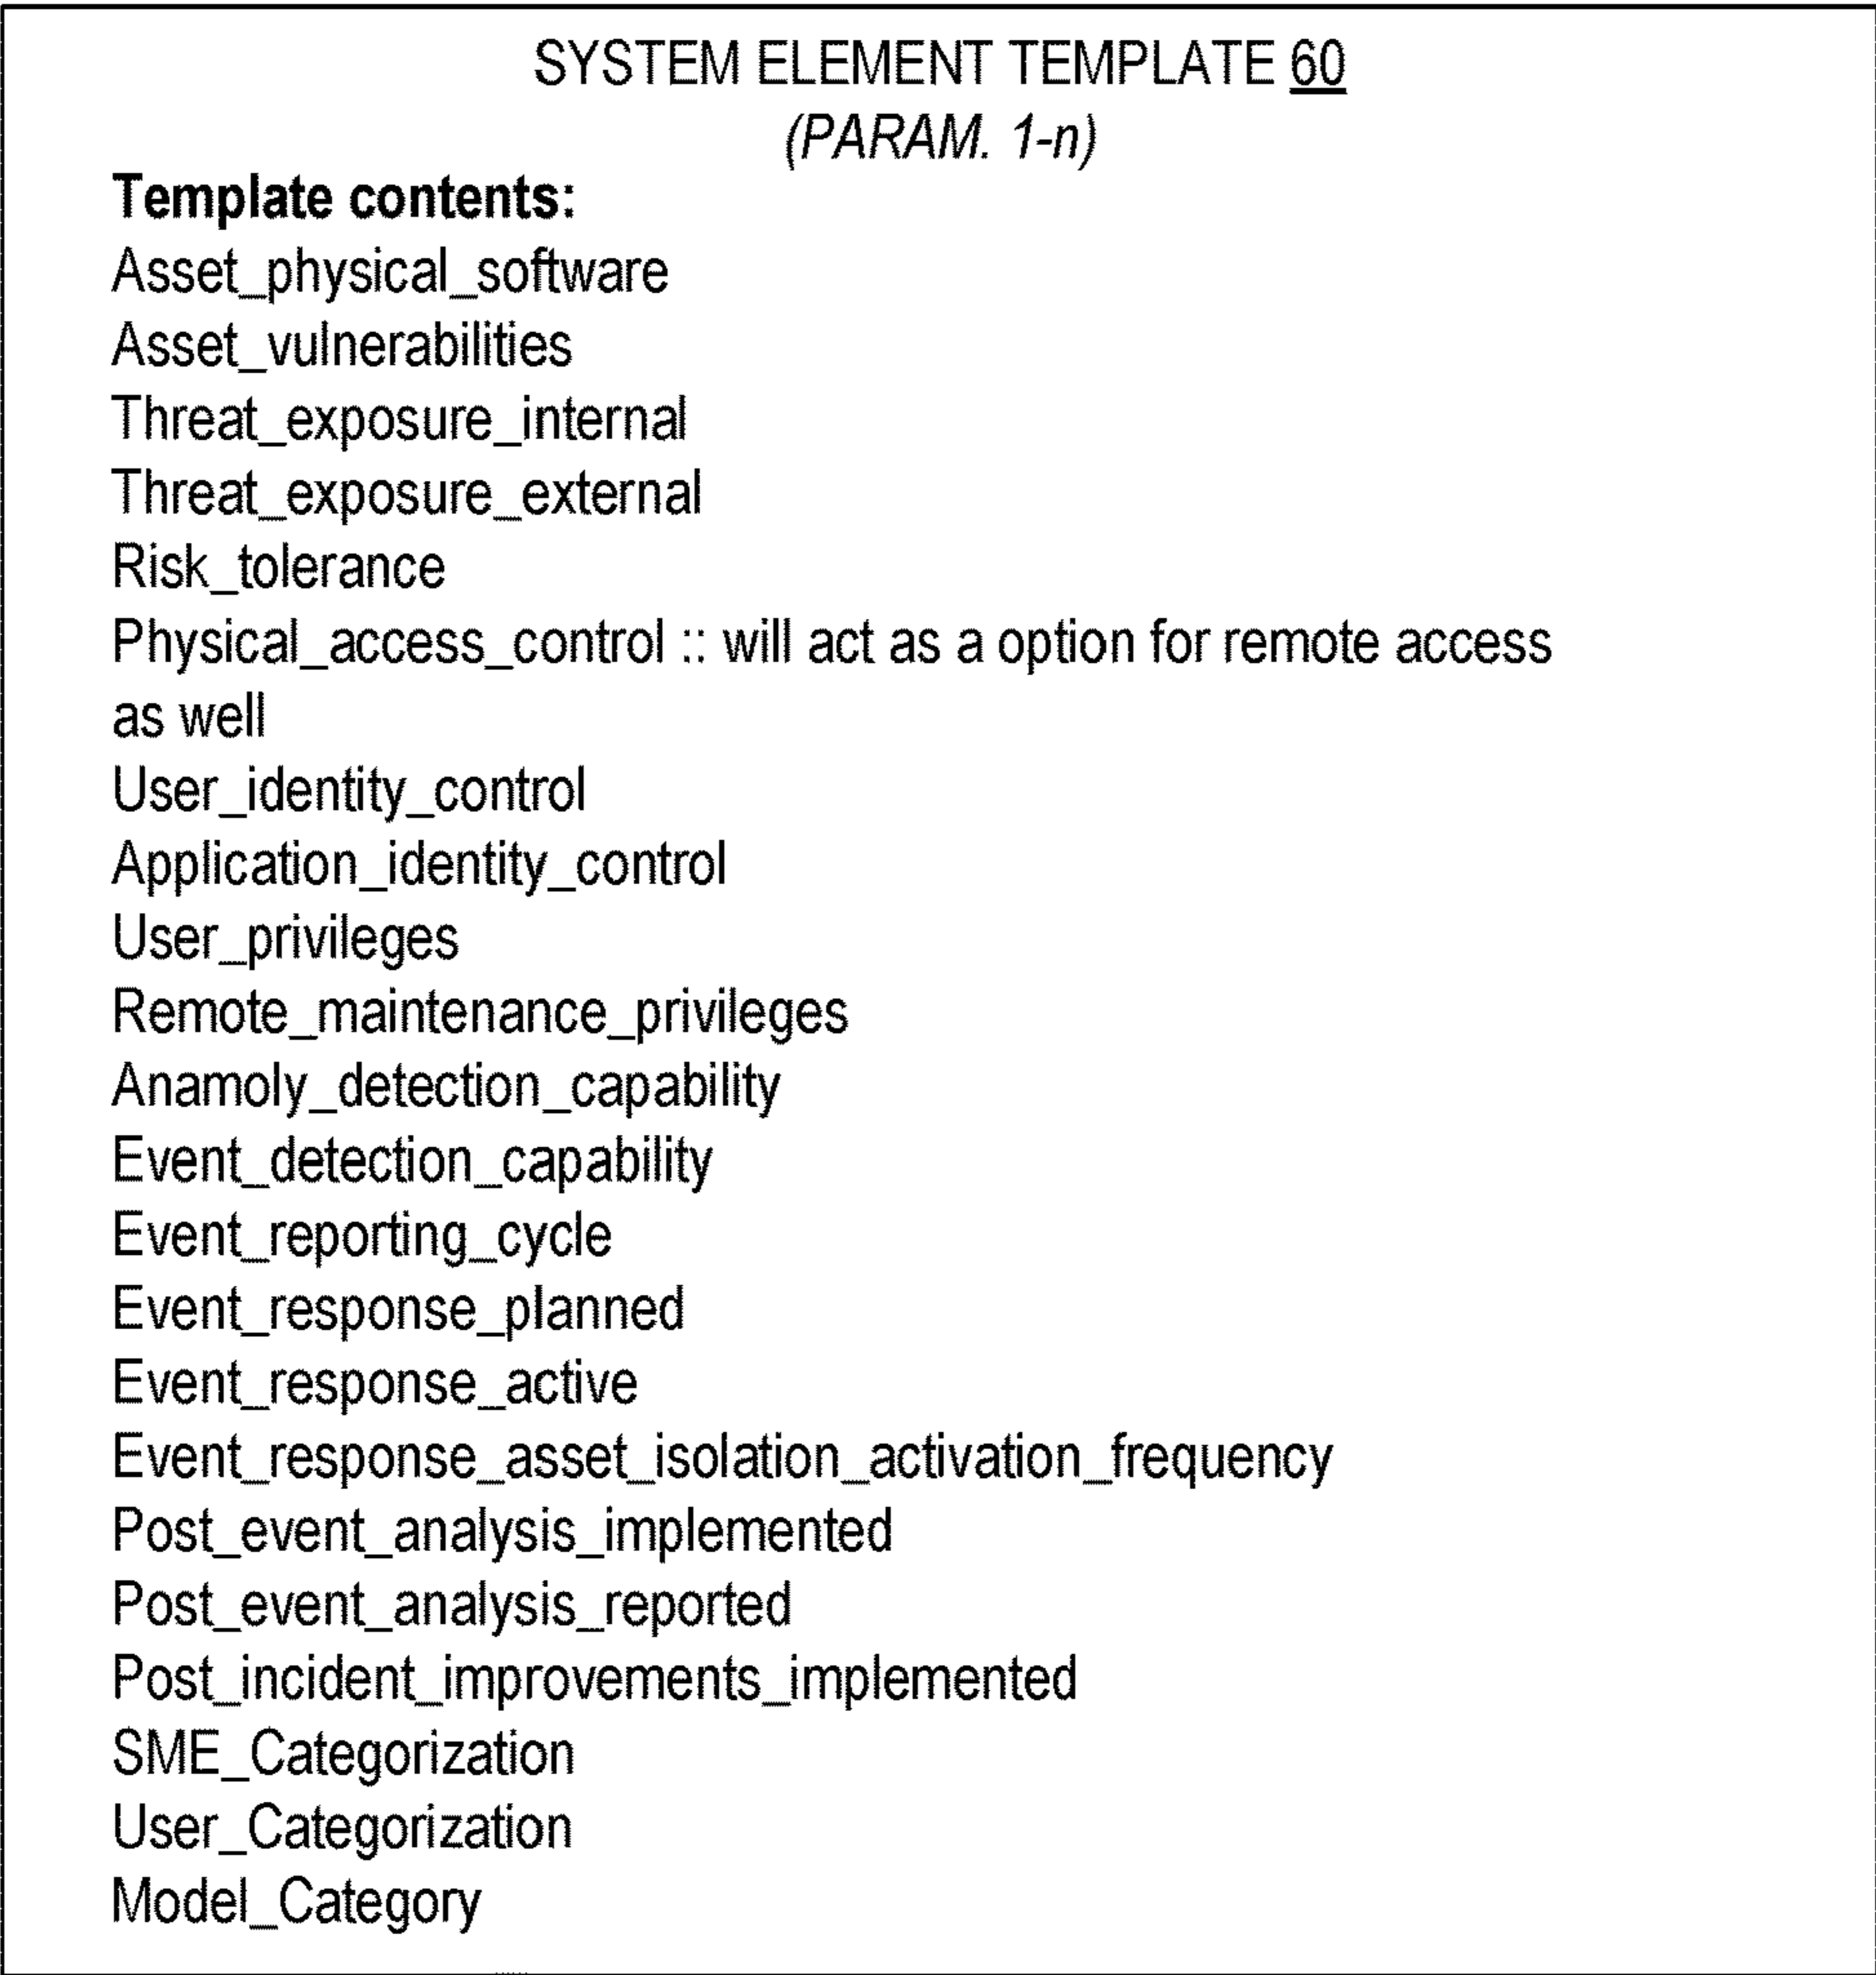 SYSTEM ELEMENT TEMPLATE 60
(PARAM. 1-n)
Template contents:
Asset_physical_software
Asset_vulnerabilities
Threat_exposure_internal
Threat_exposure_external
Risk_tolerance
Physical_access_control :: will act as a option for remote access
as well
User_identity_control
Application_identity_control
User_privileges
Remote_maintenance_privileges
Anamoly_detection_capability
Event_detection_capability
Event_reporting_cycle
Event_response_planned
Event_response_active
Event_response_asset_isolation_activation_frequency
Post_event_analysis_implemented
Post_event_analysis_reported
Post_incident_improvements_implemented
SME_Categorization
User_Categorization
Model_Category